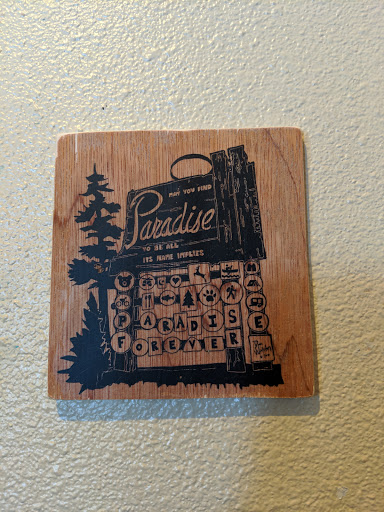 MAY YOU FIND
Paradise
TO BE ALL
ITS NAME IMPLIES
PARADISE
FOREVER